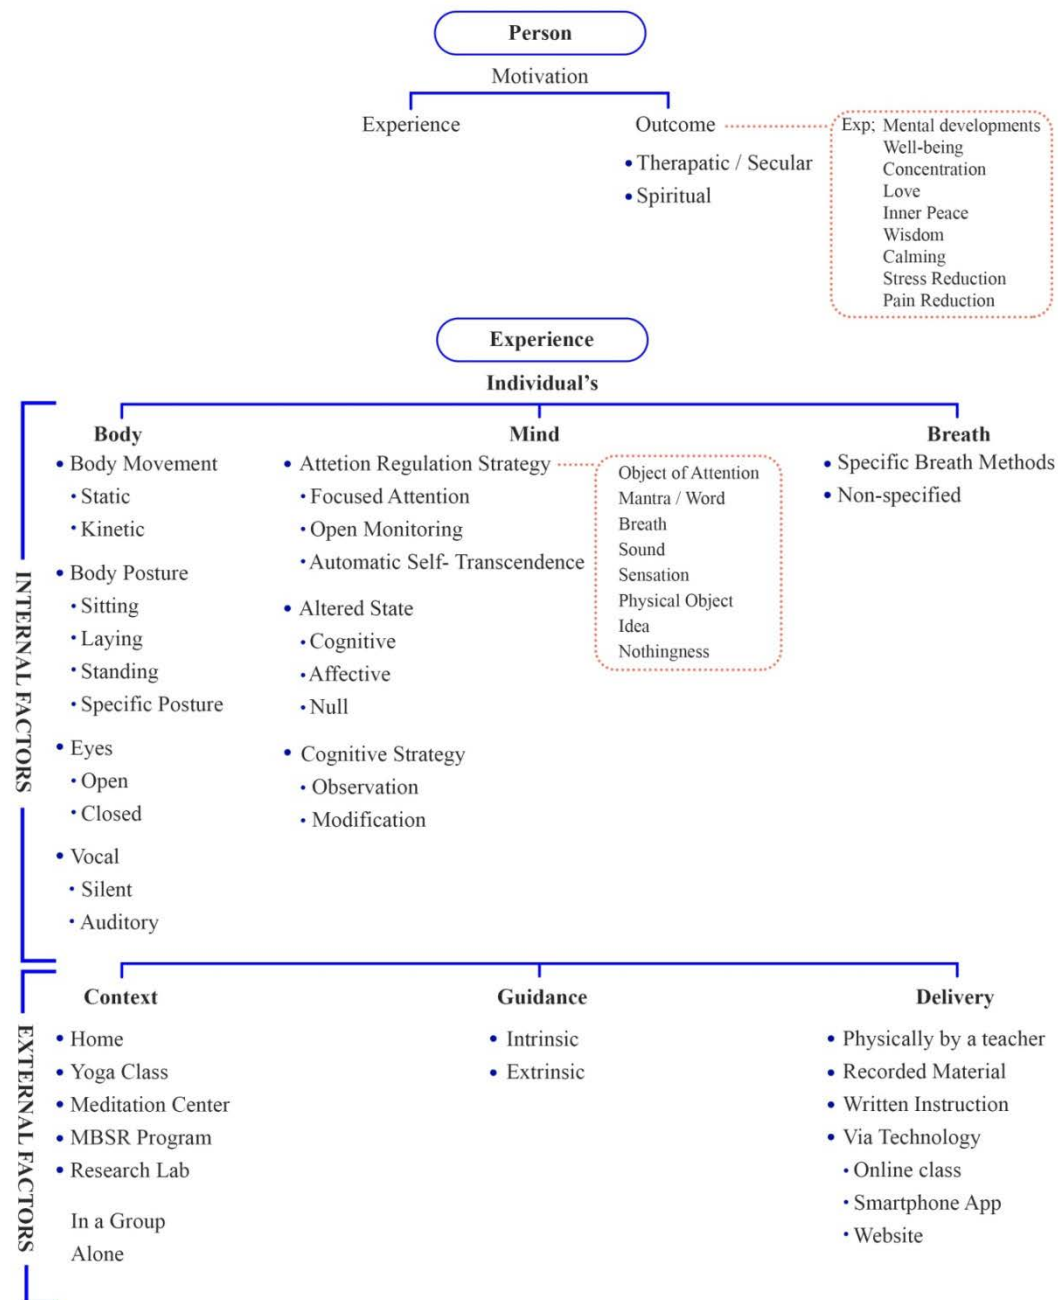 Person
Motivation
Experience
Outcome
• Therapatic / Secular
• Spiritual
Exp; Mental developments
Well-being
Concentration
Love
Inner Peace
Wisdom
Calming
Stress Reduction
Pain Reduction
Experience
Individual's
INTERNAL FACTORS
Body
• Body Movement
• Static
• Kinetic
• Body Posture
• Sitting
• Laying
• Standing
• Specific Posture
• Eyes
• Open
• Closed
• Vocal
• Silent
• Auditory
Mind
• Attetion Regulation Strategy
• Focused Attention
• Open Monitoring
• Automatic Self- Transcendence
Object of Attention
Mantra / Word
Breath
Sound
Sensation
Physical Object
Idea
Nothingness
• Altered State
• Cognitive
• Affective
• Null
• Cognitive Strategy
• Observation
• Modification
Breath
• Specific Breath Methods
• Non-specified
EXTERNAL FACTORS
Context
• Home
• Yoga Class
• Meditation Center
• MBSR Program
• Research Lab
In a Group
Alone
Guidance
• Intrinsic
• Extrinsic
Delivery
• Physically by a teacher
• Recorded Material
• Written Instruction
• Via Technology
• Online class
• Smartphone App
• Website